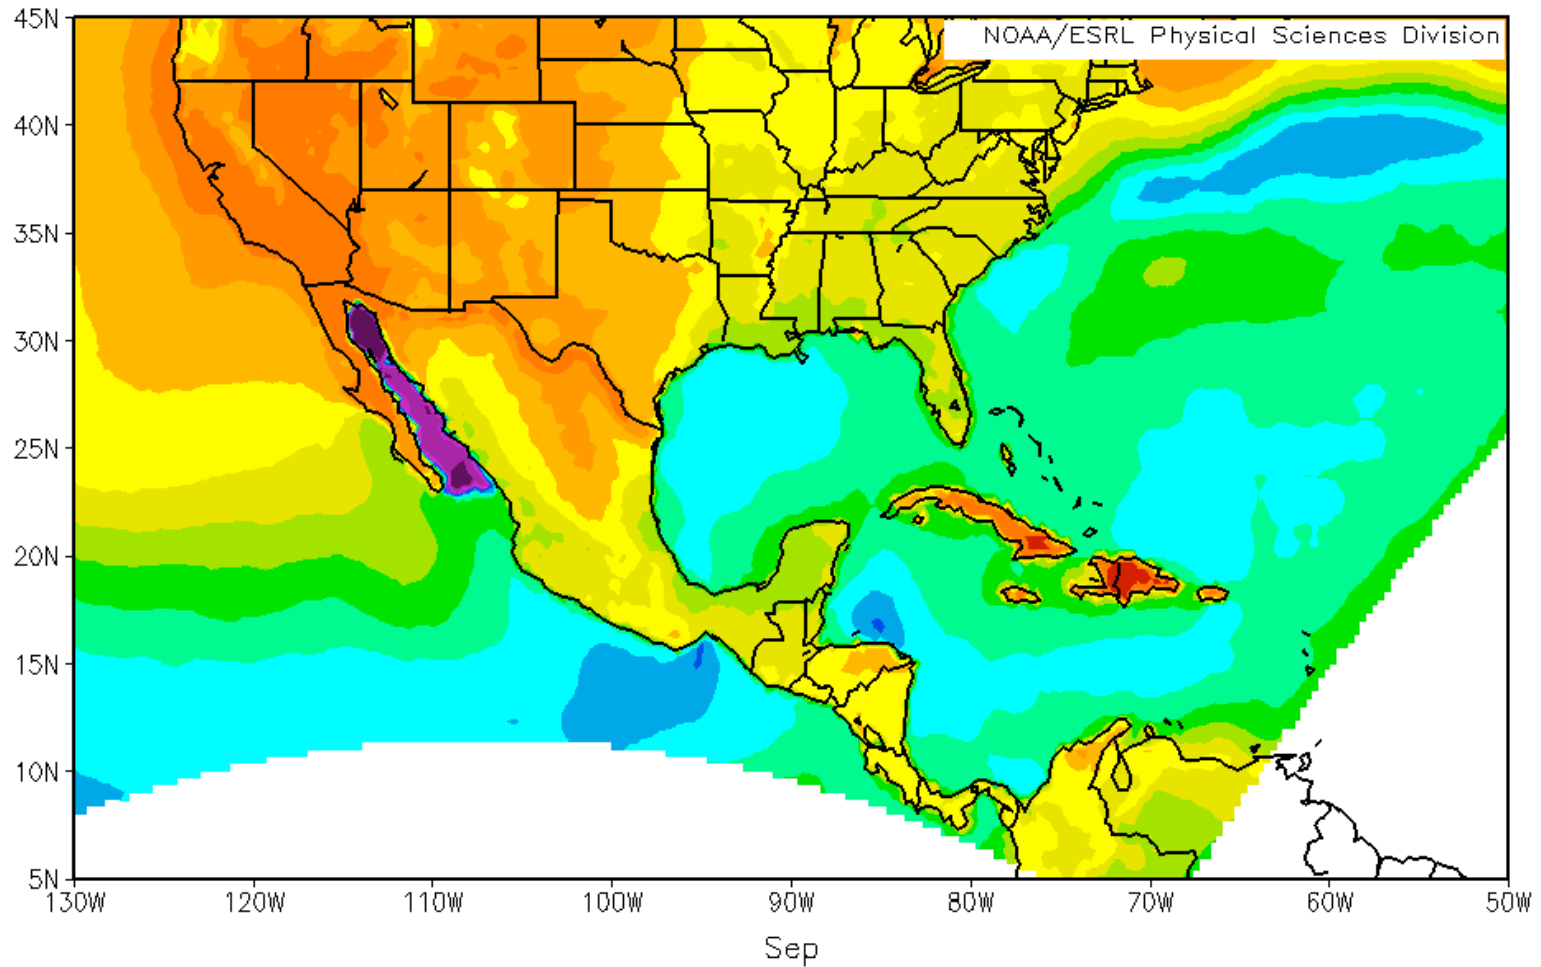 45N
NOAA/ESRL Physical Sciences Division
40N
35N
30N
25N
20N
15N
10N
5N
130W 120W 110W 100W 90W 80W 70W 60W 50W
Sep